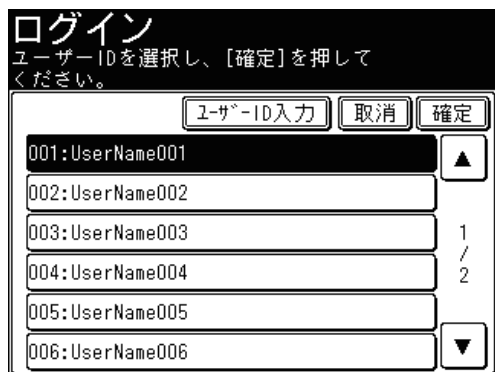 ログイン
ユーザーIDを選択し、[確定]を押して
ください。
ﾕｰｻﾞｰID入力 取消 確定
001:UserName001
▲
002:UserName002
003:UserName003
1
/
2
004:UserName004
005:UserName005
006:UserName006
▼